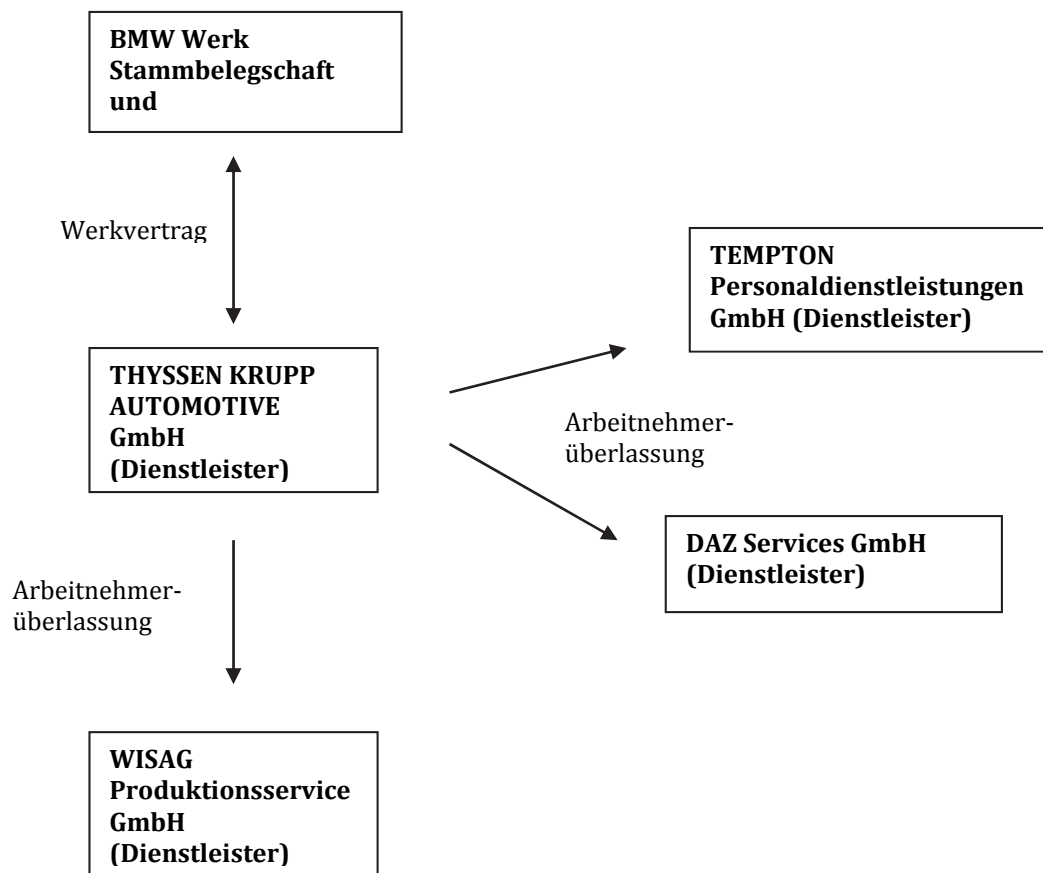 BMW Werk
Stammbelegschaft
und
Werkvertrag
TEMPTON
Personaldienstleistungen
GmbH (Dienstleister)
THYSSEN KRUPP
AUTOMOTIVE
GmbH
(Dienstleister)
Arbeitnehmer-
überlassung
DAZ Services GmbH
(Dienstleister)
Arbeitnehmer-
überlassung
WISAG
Produktionsservice
GmbH
(Dienstleister)